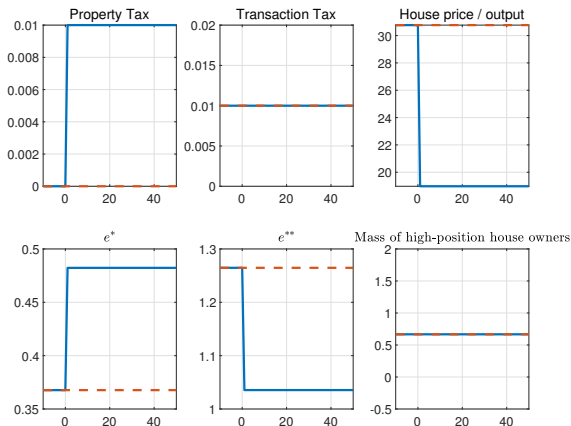 Property Tax
0.01
0.008
0.006
0.004
0.002
0
0 20 40
Transaction Tax
0.02
0.015
0.01
0.005
0
0 20 40
House price / output
30
28
26
24
22
20
0 20 40
e*
0.5
0.45
0.4
0.35
0 20 40
e**
1.3
1.2
1.1
1
0 20 40
Mass of high-position house owners
2
1.5
1
0.5
0
-0.5
0 20 40